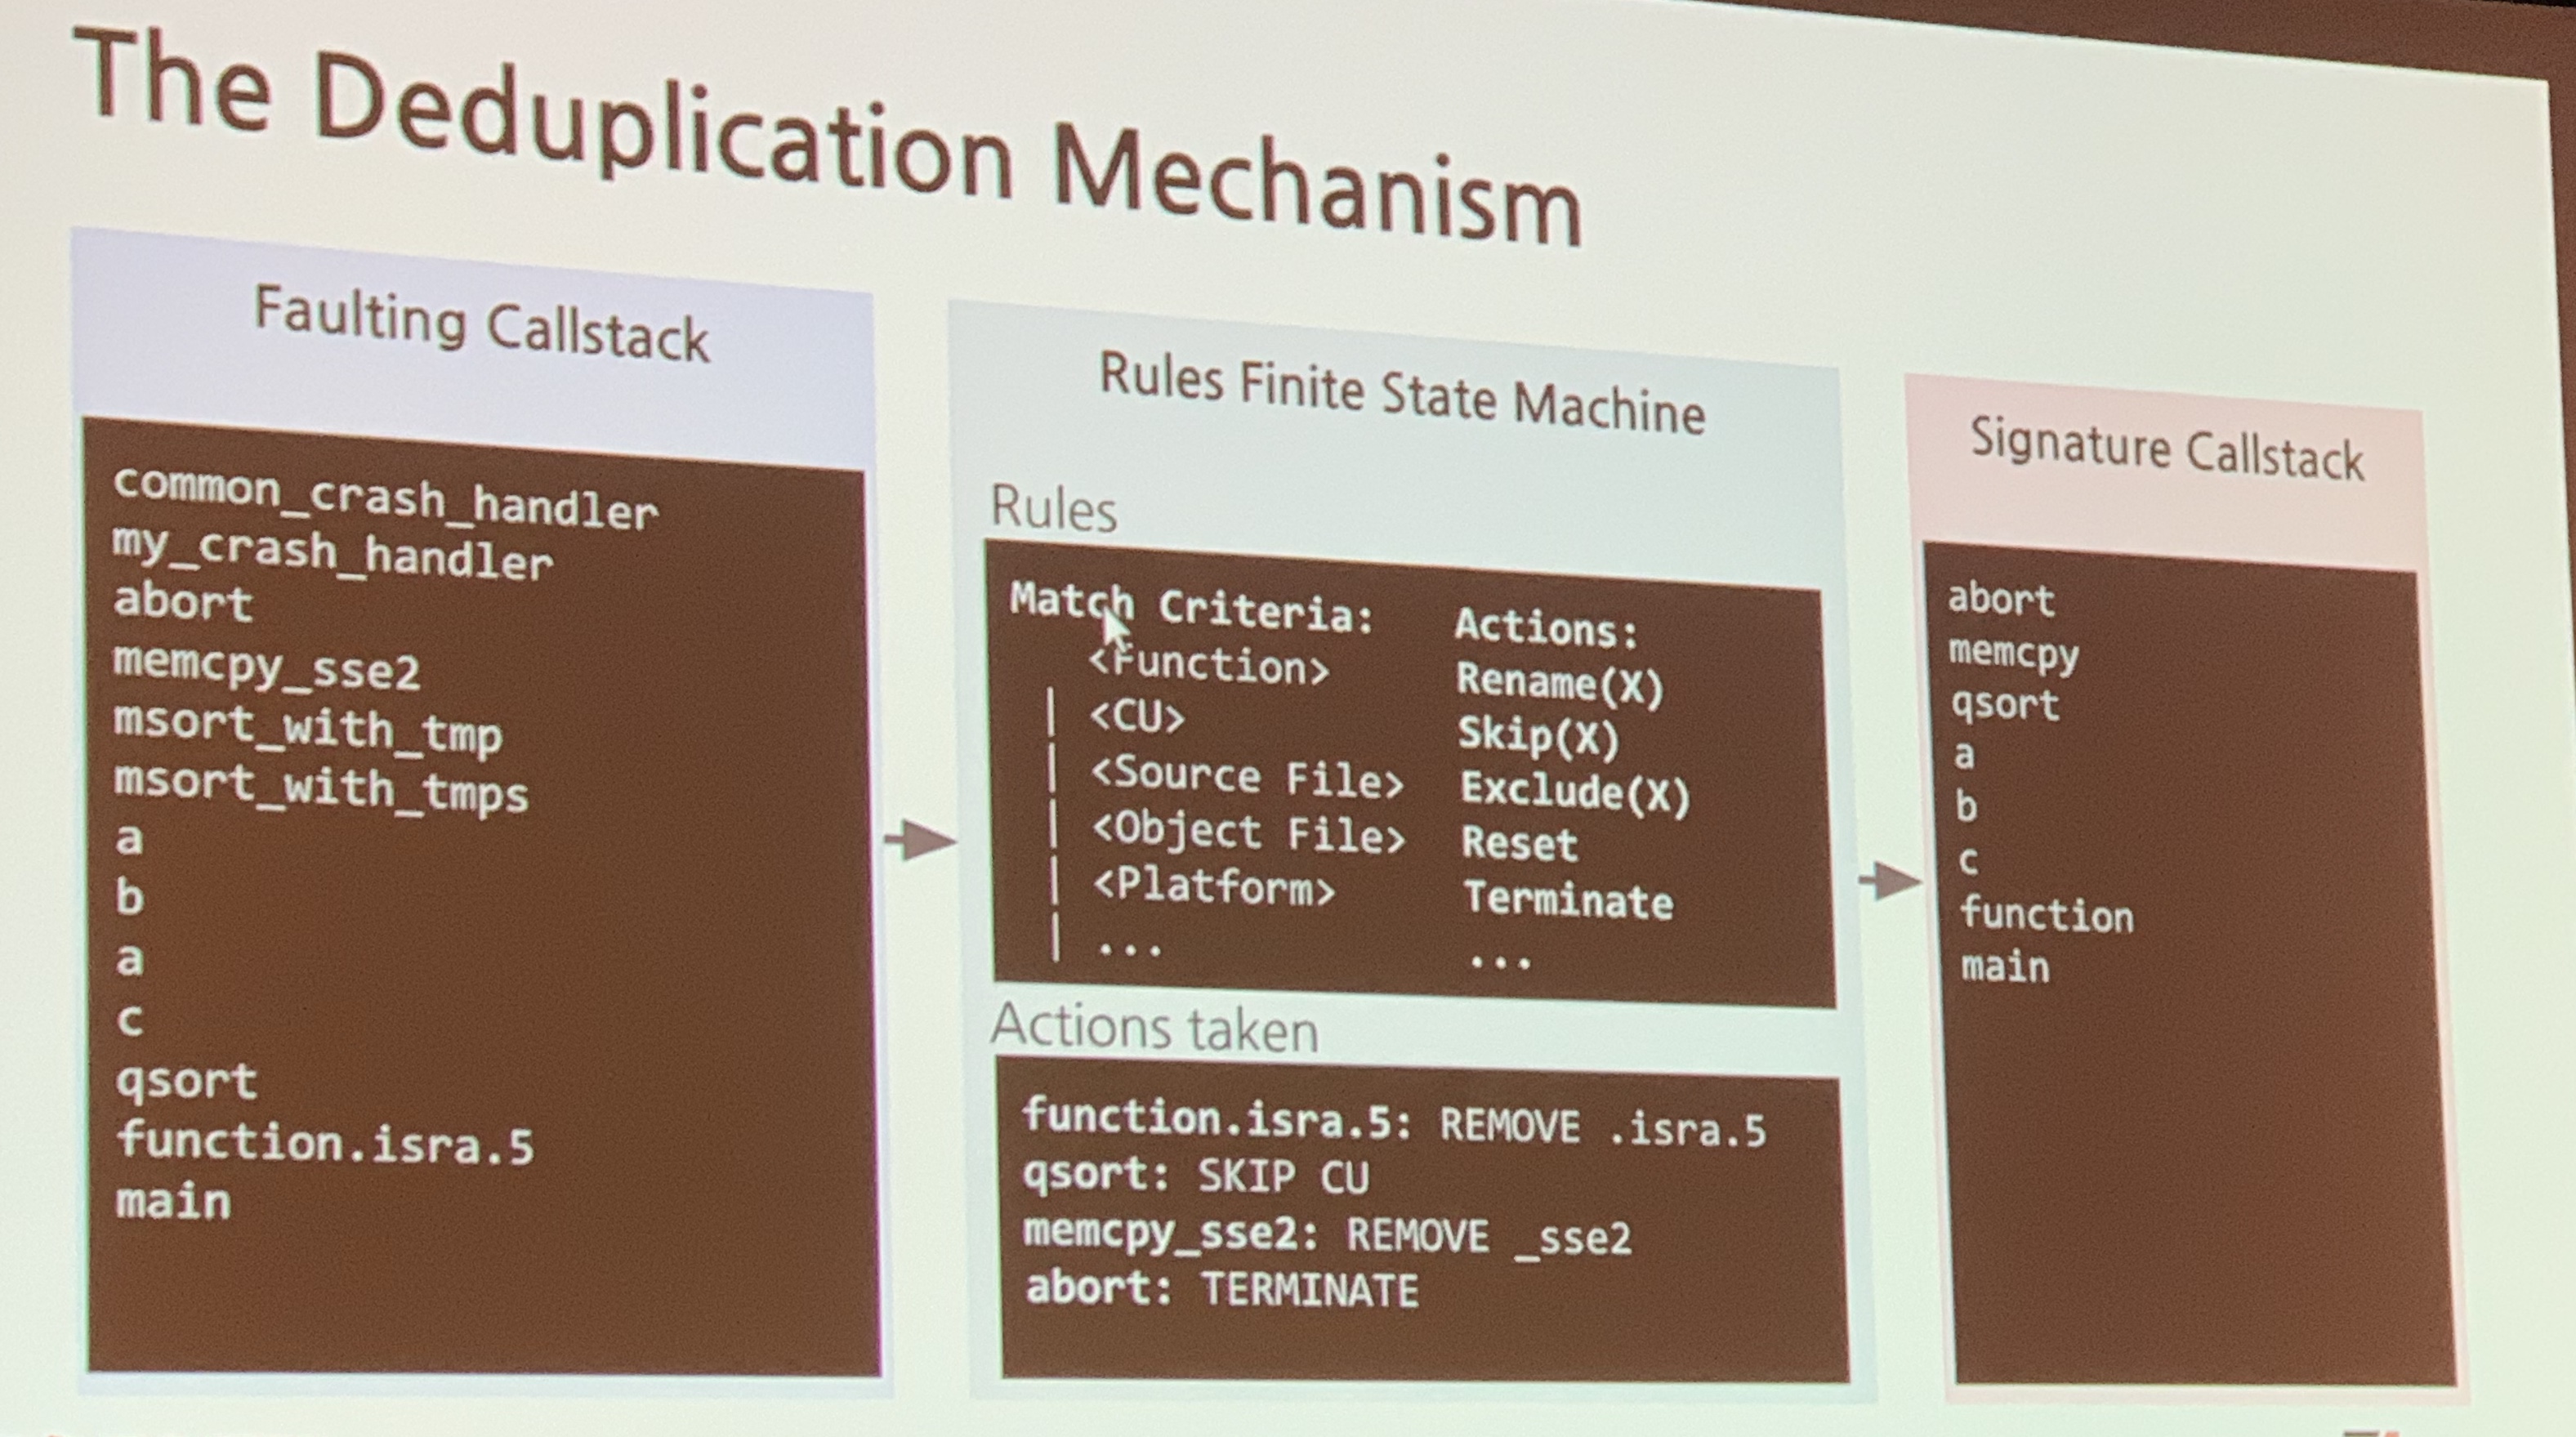 The Deduplication Mechanism
Faulting Callstack
common_crash_handler
my_crash_handler
abort
memcpy_sse2
msort_with_tmp
msort_with_tmps
a
b
a
c
qsort
function.isra.5
main
Rules Finite State Machine
Rules
Match Criteria: Actions:
<Function> Rename(X)
| <CU> Skip(X)
| <Source File> Exclude(X)
| <Object File> Reset
| <Platform> Terminate
| ... ...
Actions taken
function.isra.5: REMOVE .isra.5
qsort: SKIP CU
memcpy_sse2: REMOVE _sse2
abort: TERMINATE
Signature Callstack
abort
memcpy
qsort
a
b
c
function
main